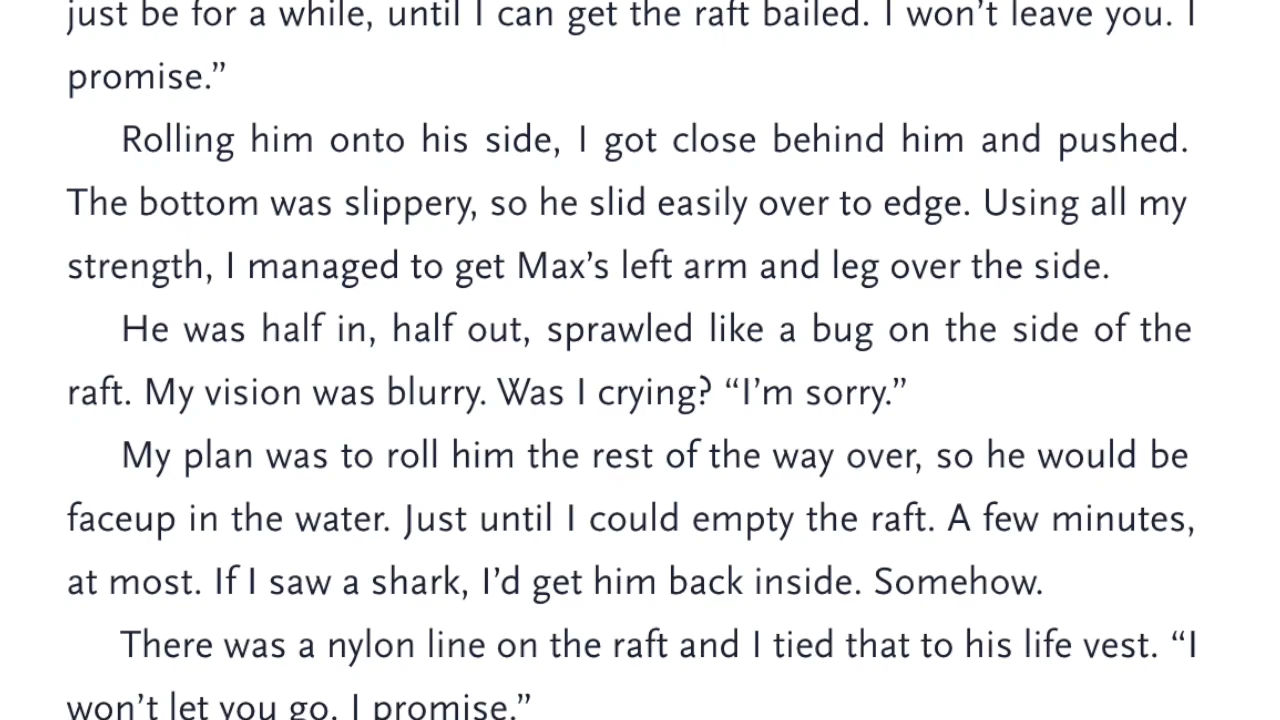 just be for a while, until I can get the raft bailed. I won’t leave you. I
promise.”
Rolling him onto his side, I got close behind him and pushed.
The bottom was slippery, so he slid easily over to edge. Using all my
strength, I managed to get Max’s left arm and leg over the side.
He was half in, half out, sprawled like a bug on the side of the
raft. My vision was blurry. Was I crying? “I’m sorry.”
My plan was to roll him the rest of the way over, so he would be
faceup in the water. Just until I could empty the raft. A few minutes,
at most. If I saw a shark, I’d get him back inside. Somehow.
There was a nylon line on the raft and I tied that to his life vest. “I
won’t let you go. I promise.”